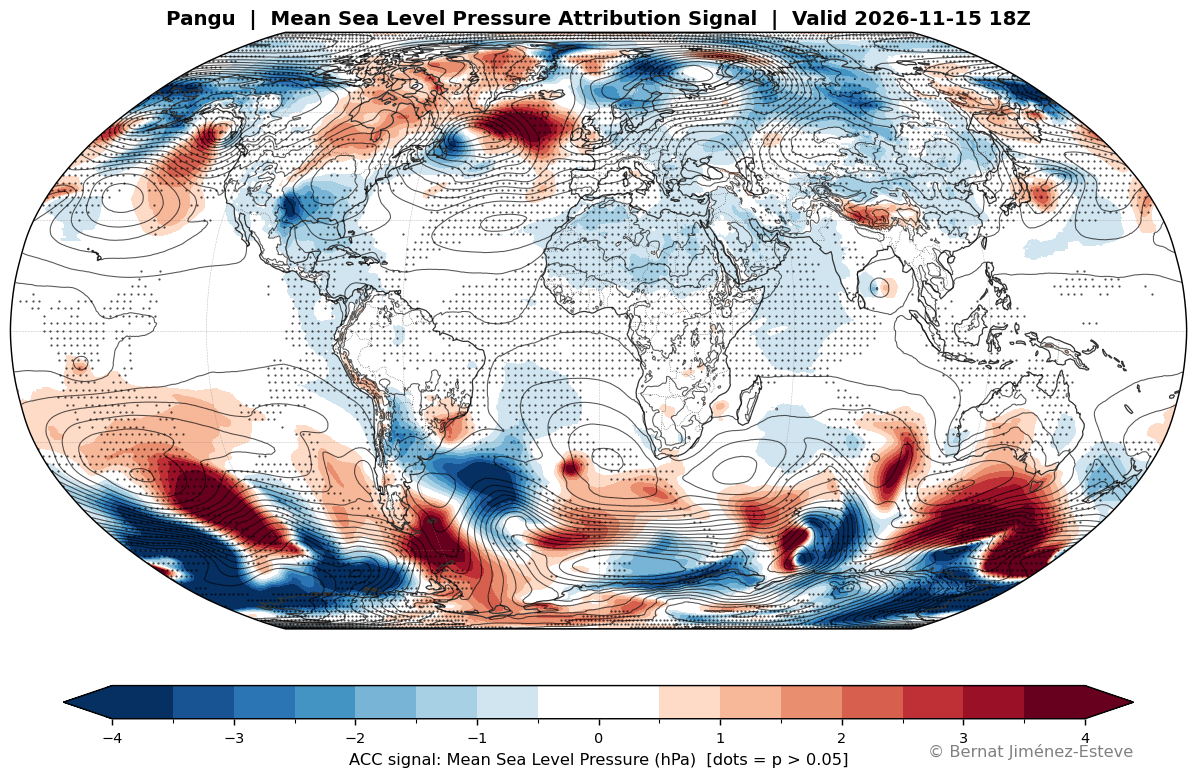 Pangu | Mean Sea Level Pressure Attribution Signal | Valid 2026-11-15 18Z
−4 −3 −2 −1 0 1 2 3 4
ACC signal: Mean Sea Level Pressure (hPa) [dots = p > 0.05]
© Bernat Jiménez-Esteve